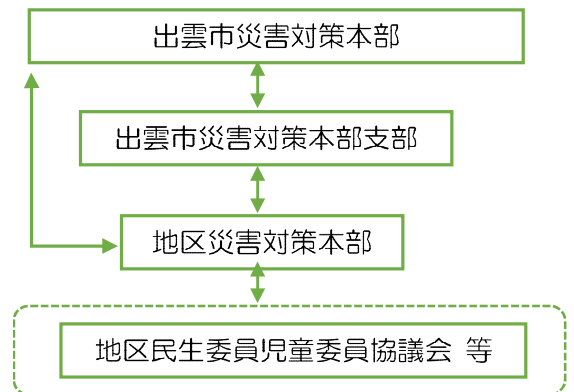 出雲市災害対策本部
出雲市災害対策本部支部
地区災害対策本部
地区民生委員児童委員協議会 等